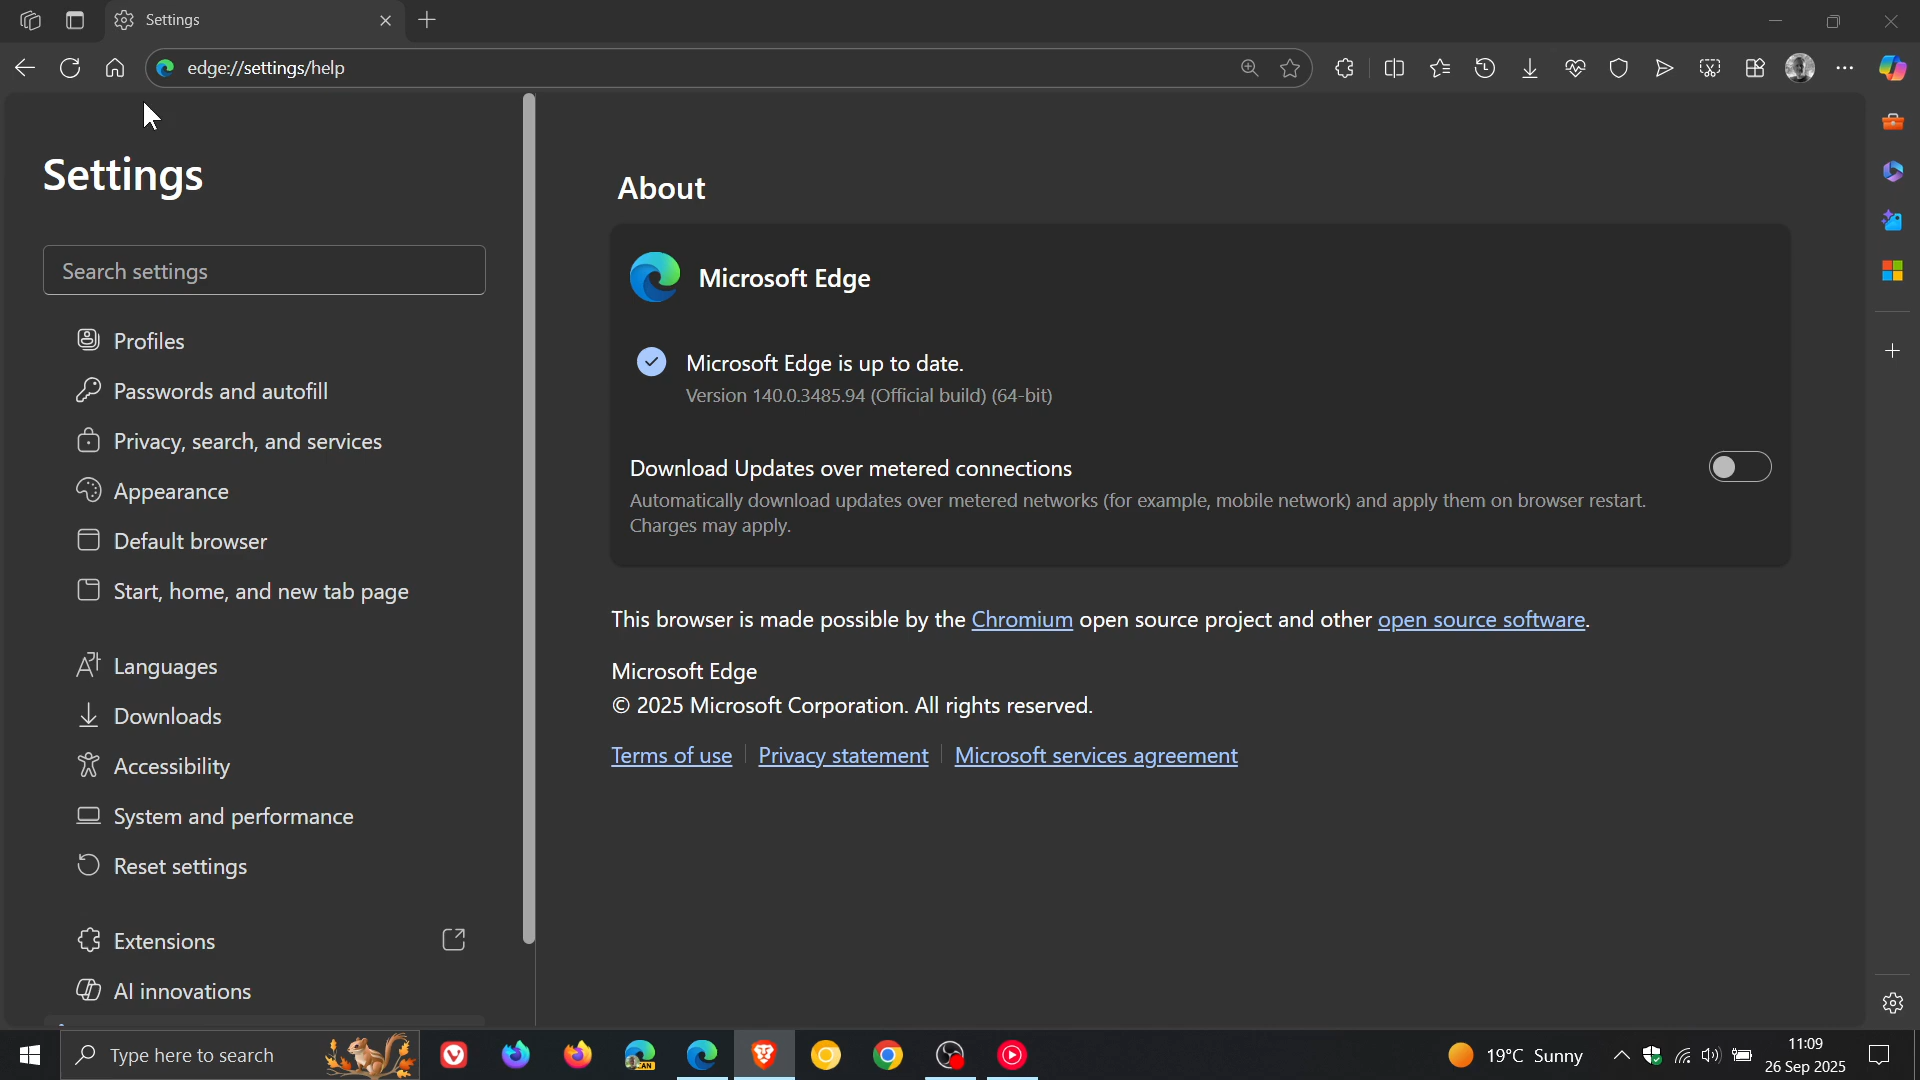 Settings
edge://settings/help
Settings
Search settings
Profiles
Passwords and autofill
Privacy, search, and services
Appearance
Default browser
Start, home, and new tab page
Languages
Downloads
Accessibility
System and performance
Reset settings
Extensions
AI innovations
About
Microsoft Edge
Microsoft Edge is up to date.
Version 140.0.3485.94 (Official build) (64-bit)
Download Updates over metered connections
Automatically download updates over metered networks (for example, mobile network) and apply them on browser restart.
Charges may apply.
This browser is made possible by the Chromium open source project and other open source software.
Microsoft Edge
© 2025 Microsoft Corporation. All rights reserved.
Terms of use
Privacy statement
Microsoft services agreement
Type here to search
CAN
19°C Sunny
11:09
26 Sep 2025